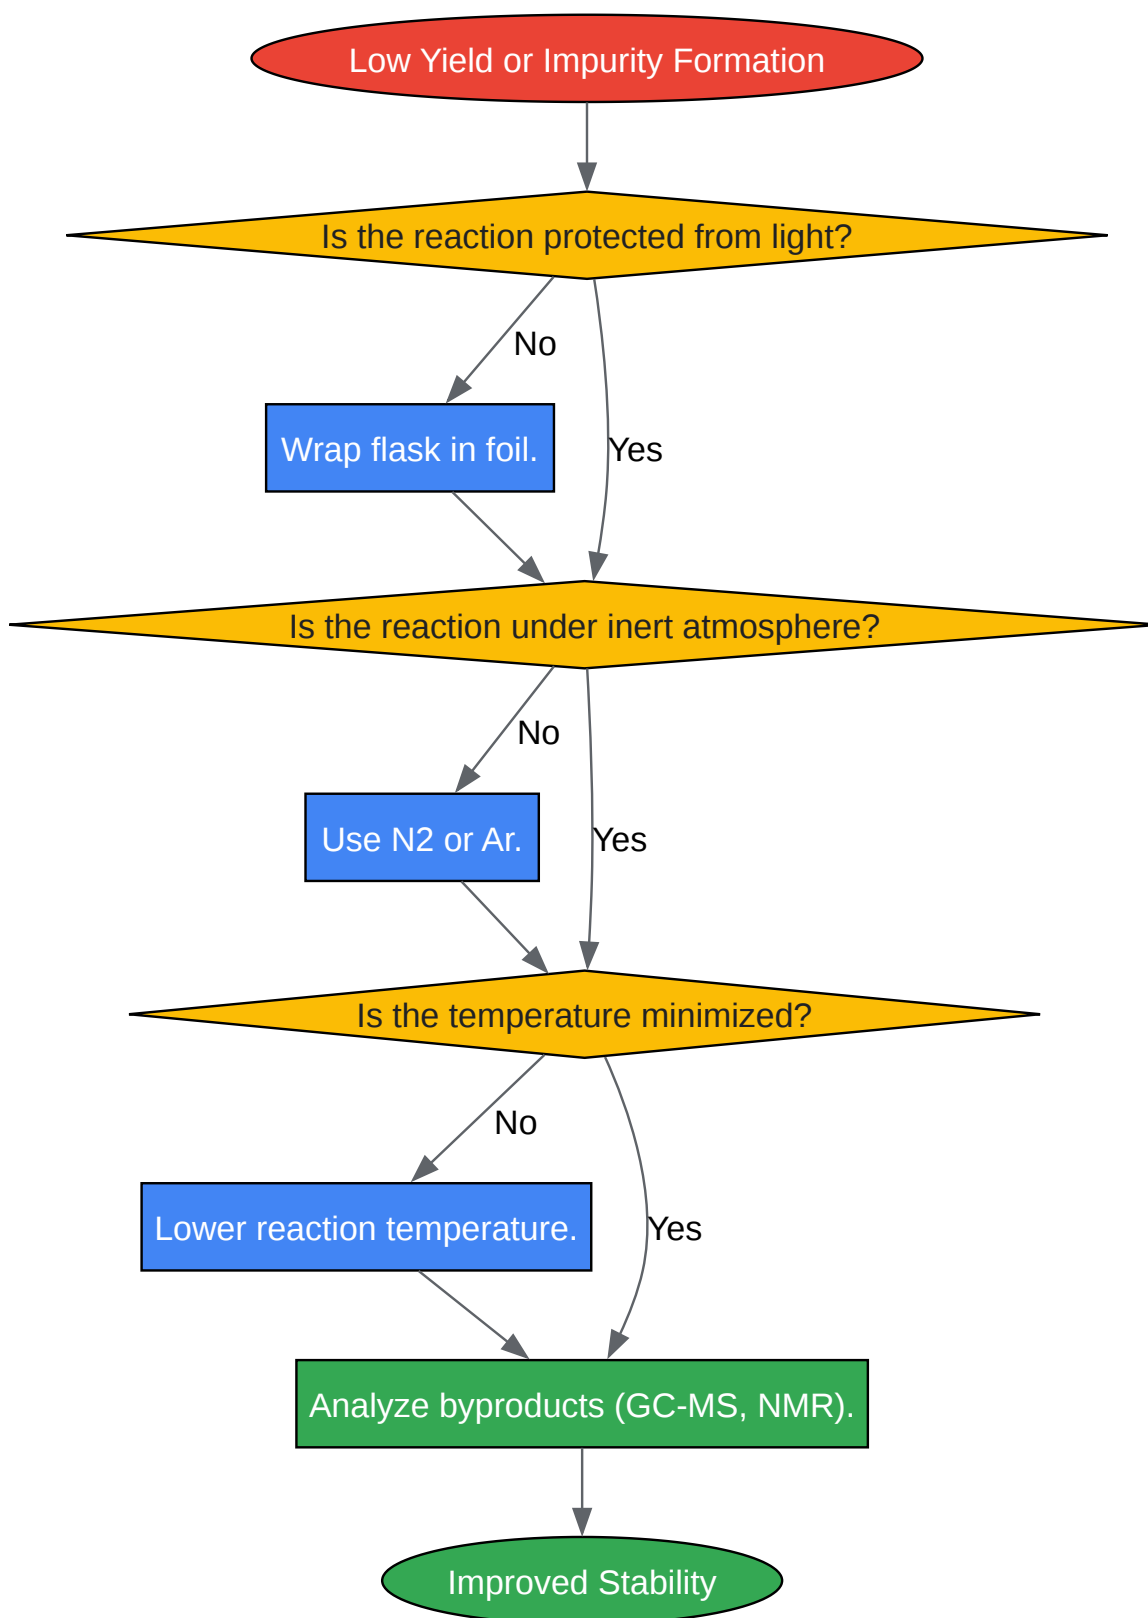 Low Yield or Impurity Formation
Is the reaction protected from light?
No
Wrap flask in foil.
Yes
Is the reaction under inert atmosphere?
No
Use N2 or Ar.
Yes
Is the temperature minimized?
No
Lower reaction temperature.
Yes
Analyze byproducts (GC-MS, NMR).
Improved Stability